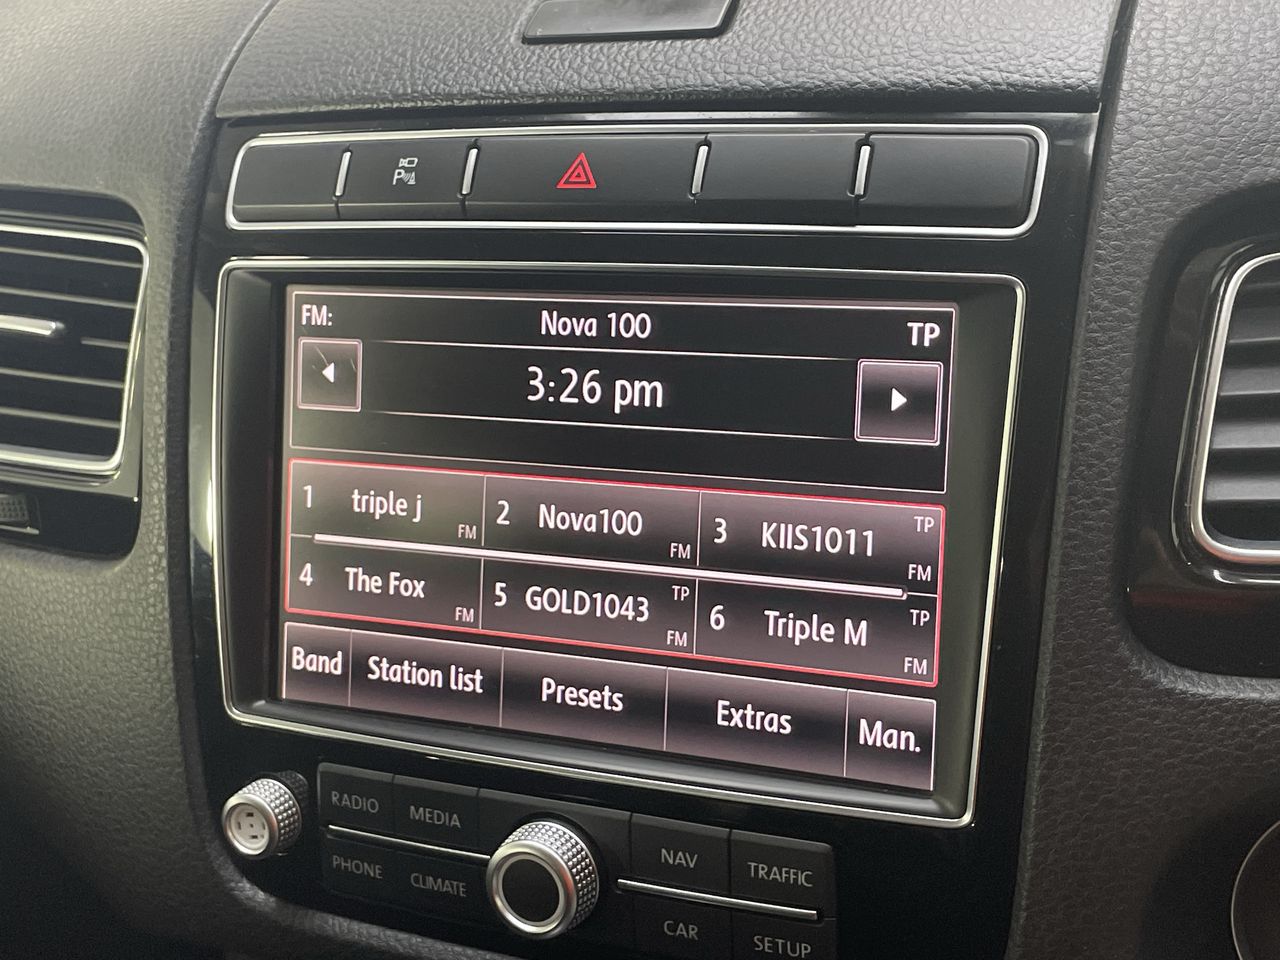 P
FM: Nova 100 TP
3:26 pm
1 triple j FM
2 Nova100 FM
3 KIIS1011 TP FM
4 The Fox FM
5 GOLD1043 TP FM
6 Triple M TP FM
Band Station list Presets Extras Man.
RADIO MEDIA NAV TRAFFIC
PHONE CLIMATE CAR SETUP